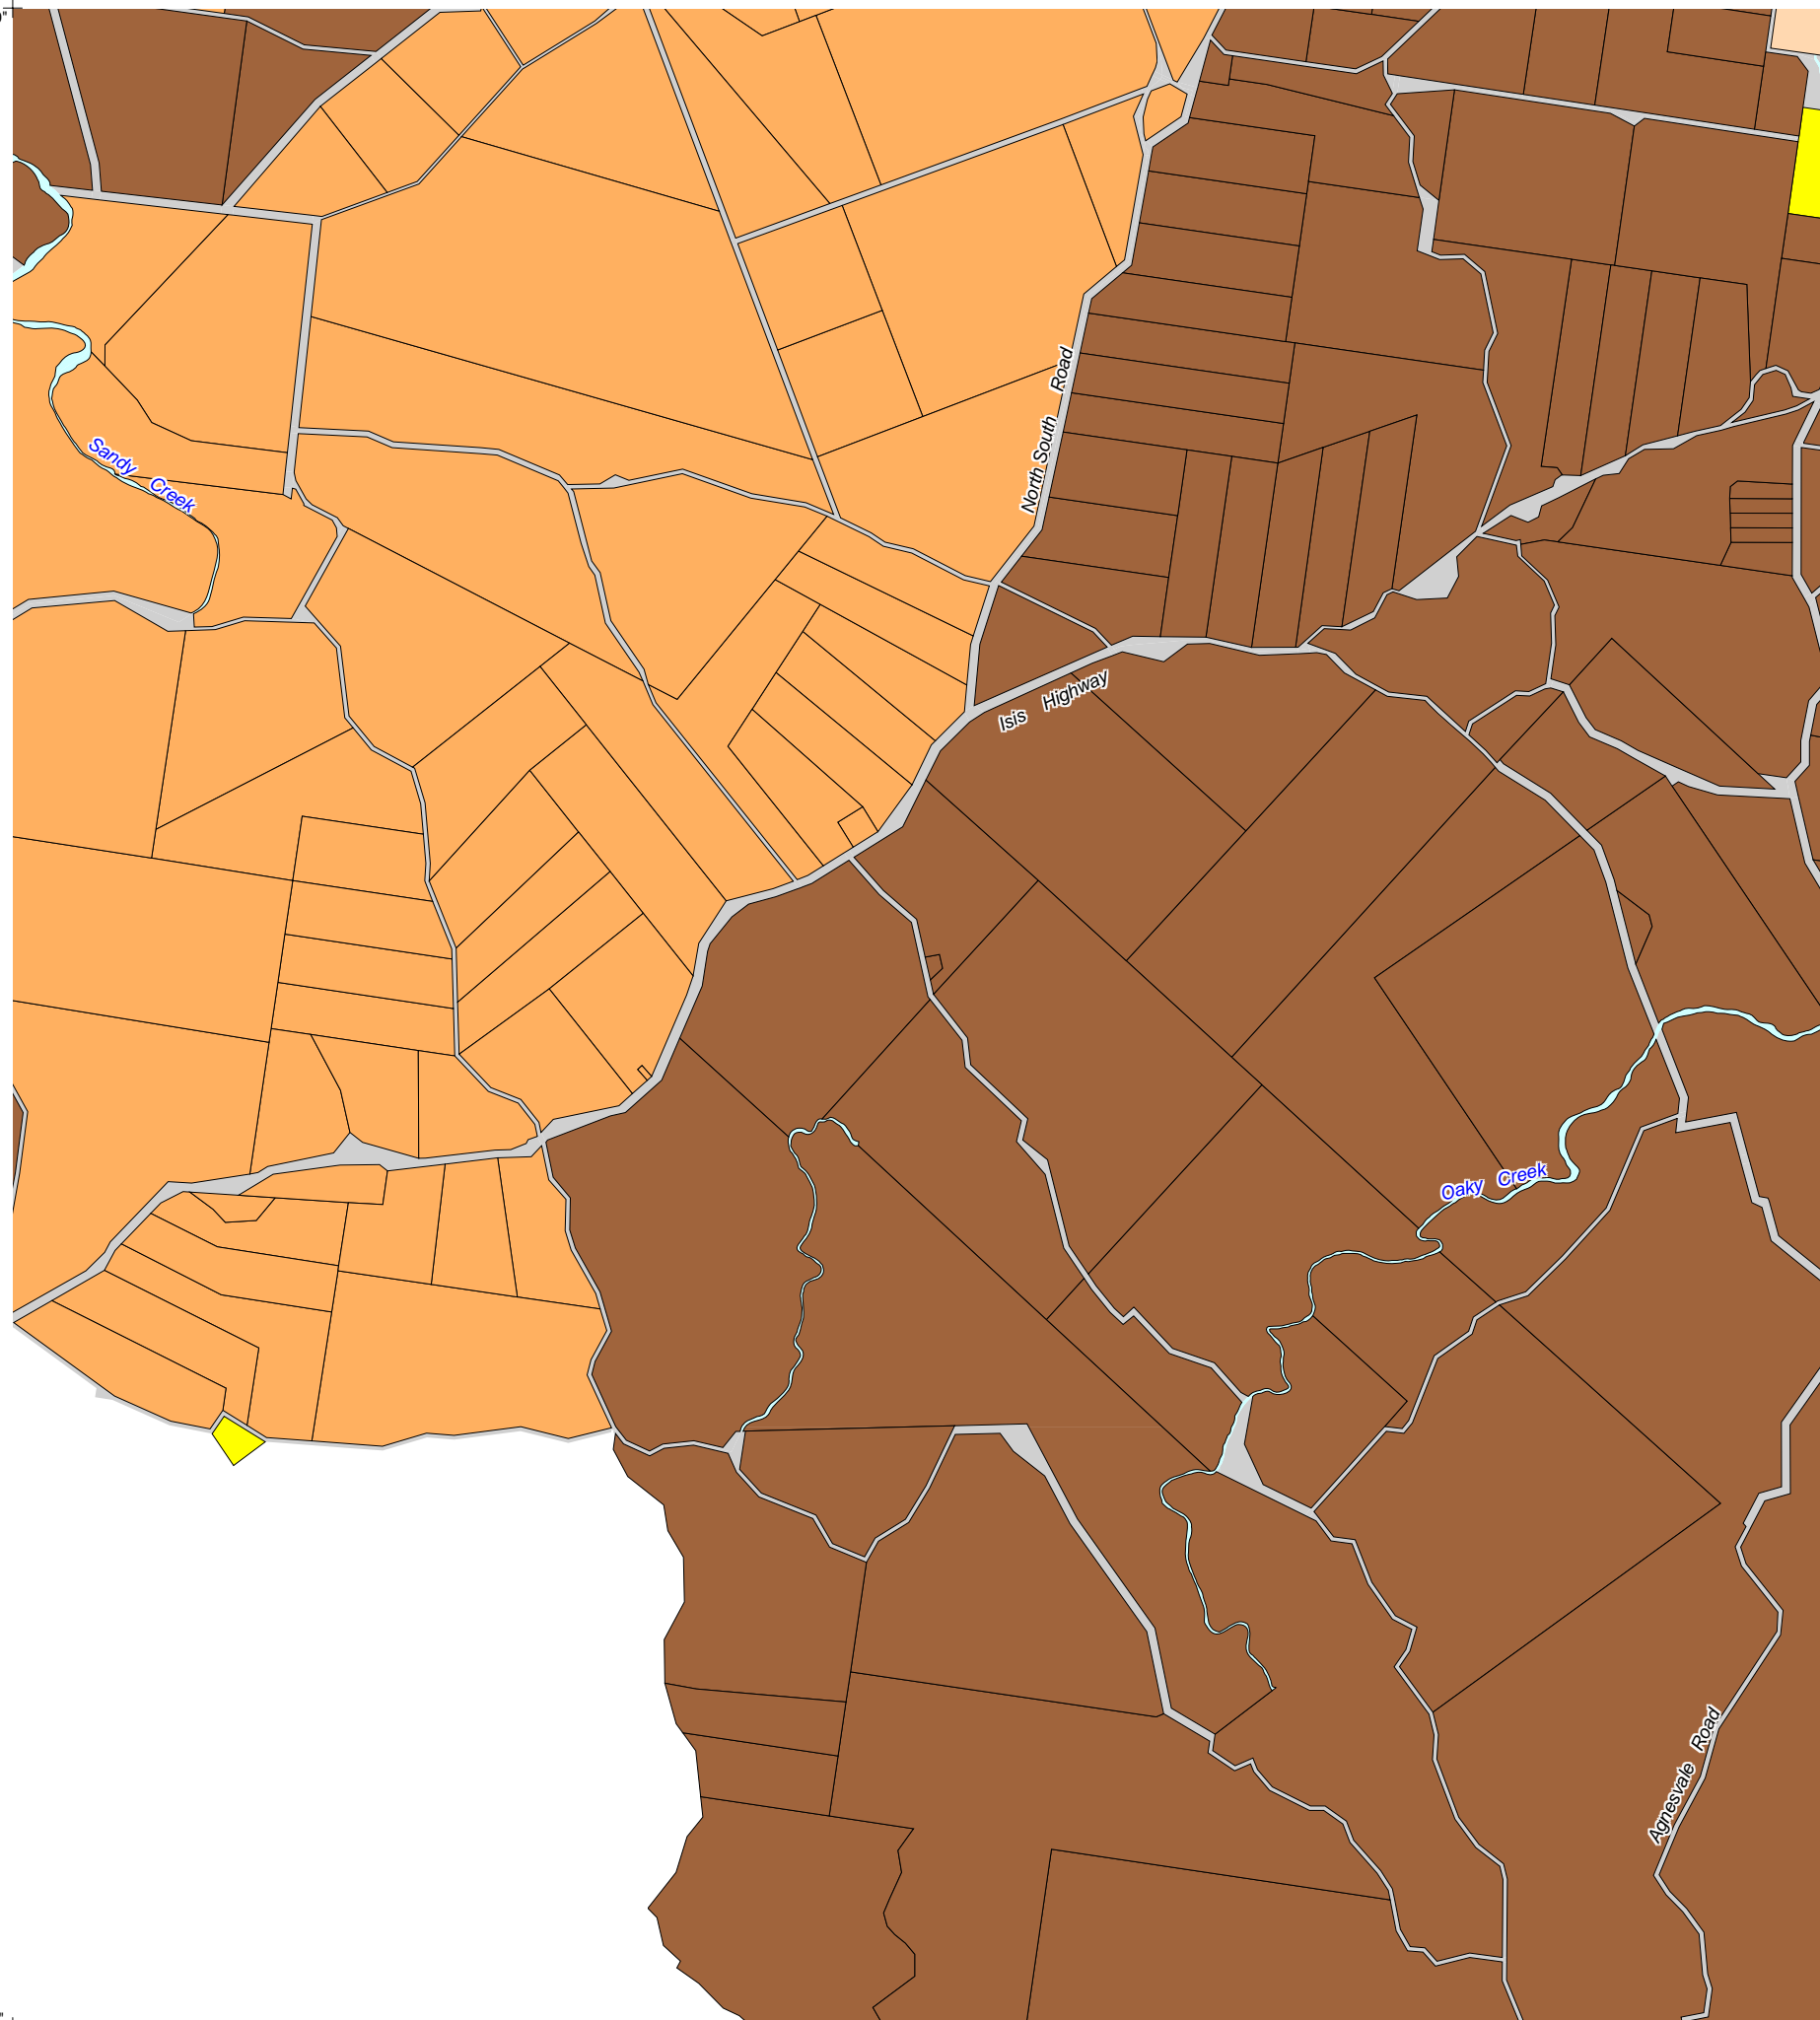 North South Road
Sandy Creek
Isis Highway
Oaky Creek
Agnesvale Road